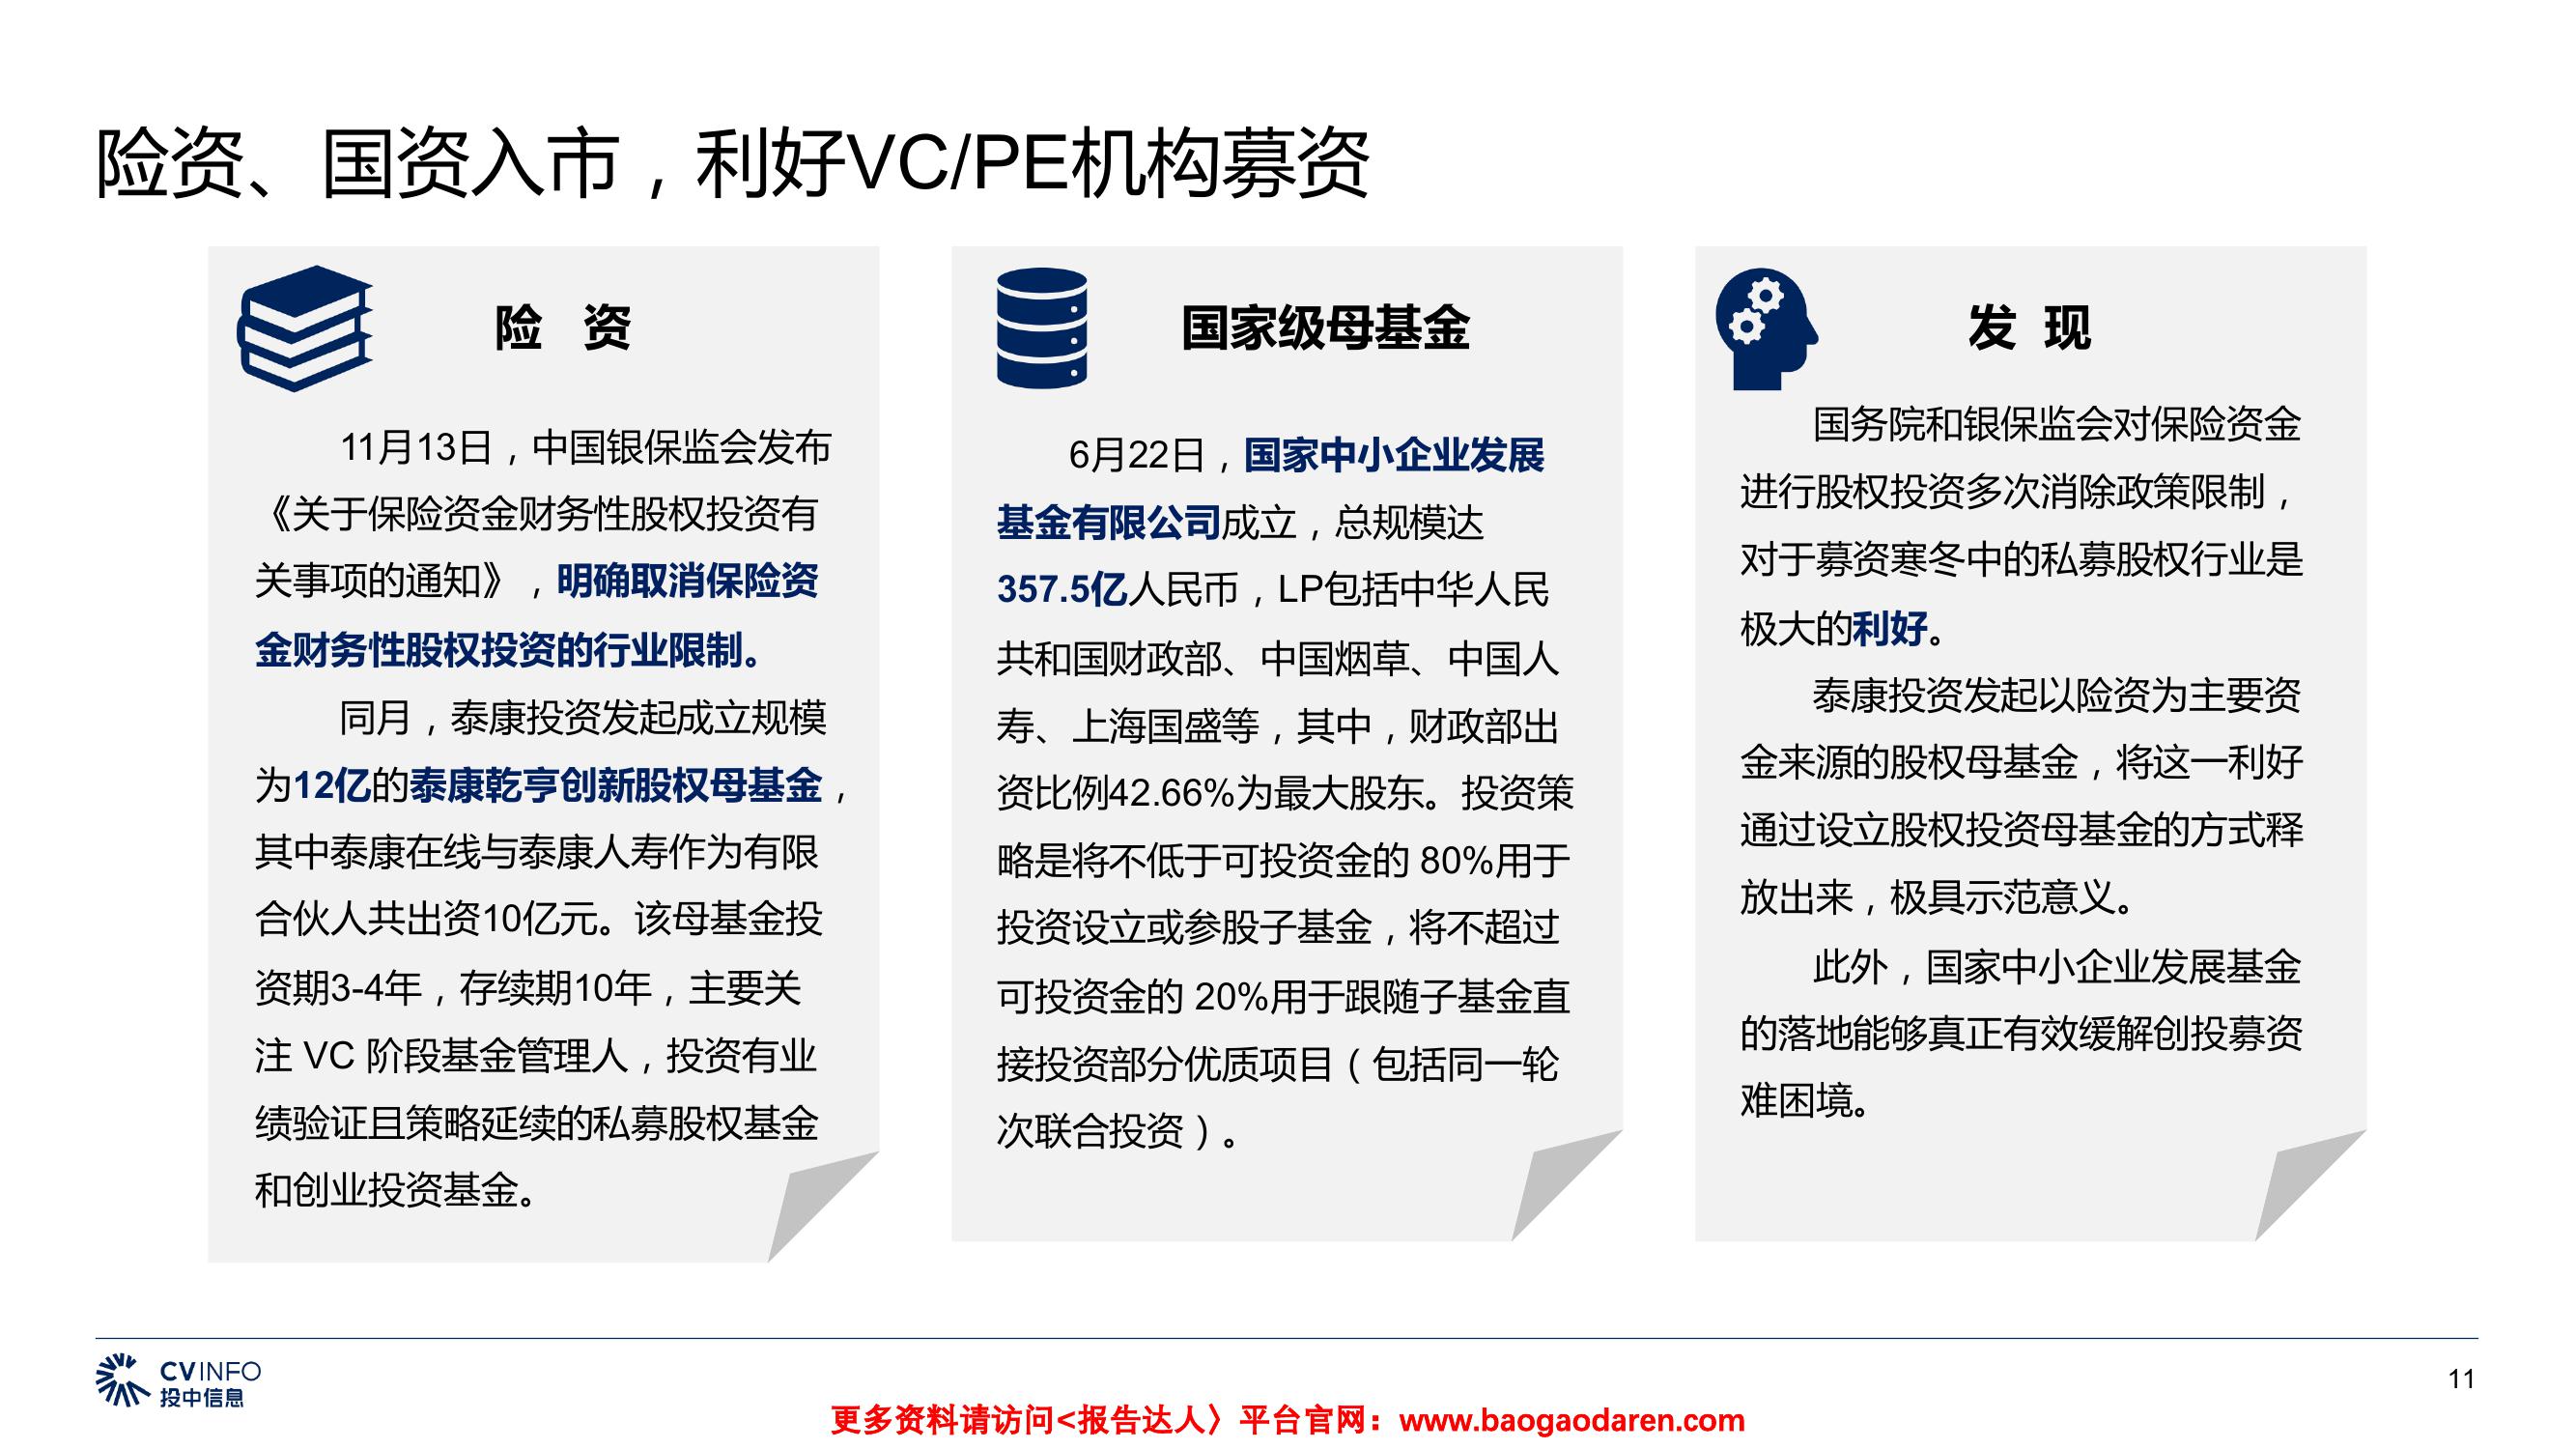 险资、国资入市，利好VC/PE机构募资
险 资
11月13日，中国银保监会发布
《关于保险资金财务性股权投资有
关事项的通知》，明确取消保险资
金财务性股权投资的行业限制。
同月，泰康投资发起成立规模
为12亿的泰康乾亨创新股权母基金，
其中泰康在线与泰康人寿作为有限
合伙人共出资10亿元。该母基金投
资期3-4年，存续期10年，主要关
注 VC 阶段基金管理人，投资有业
绩验证且策略延续的私募股权基金
和创业投资基金。
国家级母基金
6月22日，国家中小企业发展
基金有限公司成立，总规模达
357.5亿人民币，LP包括中华人民
共和国财政部、中国烟草、中国人
寿、上海国盛等，其中，财政部出
资比例42.66%为最大股东。投资策
略是将不低于可投资金的 80%用于
投资设立或参股子基金，将不超过
可投资金的 20%用于跟随子基金直
接投资部分优质项目（包括同一轮
次联合投资）。
发 现
国务院和银保监会对保险资金
进行股权投资多次消除政策限制，
对于募资寒冬中的私募股权行业是
极大的利好。
泰康投资发起以险资为主要资
金来源的股权母基金，将这一利好
通过设立股权投资母基金的方式释
放出来，极具示范意义。
此外，国家中小企业发展基金
的落地能够真正有效缓解创投募资
难困境。
CVINFO
投中信息
11
更多资料请访问<报告达人〉平台官网：www.baogaodaren.com